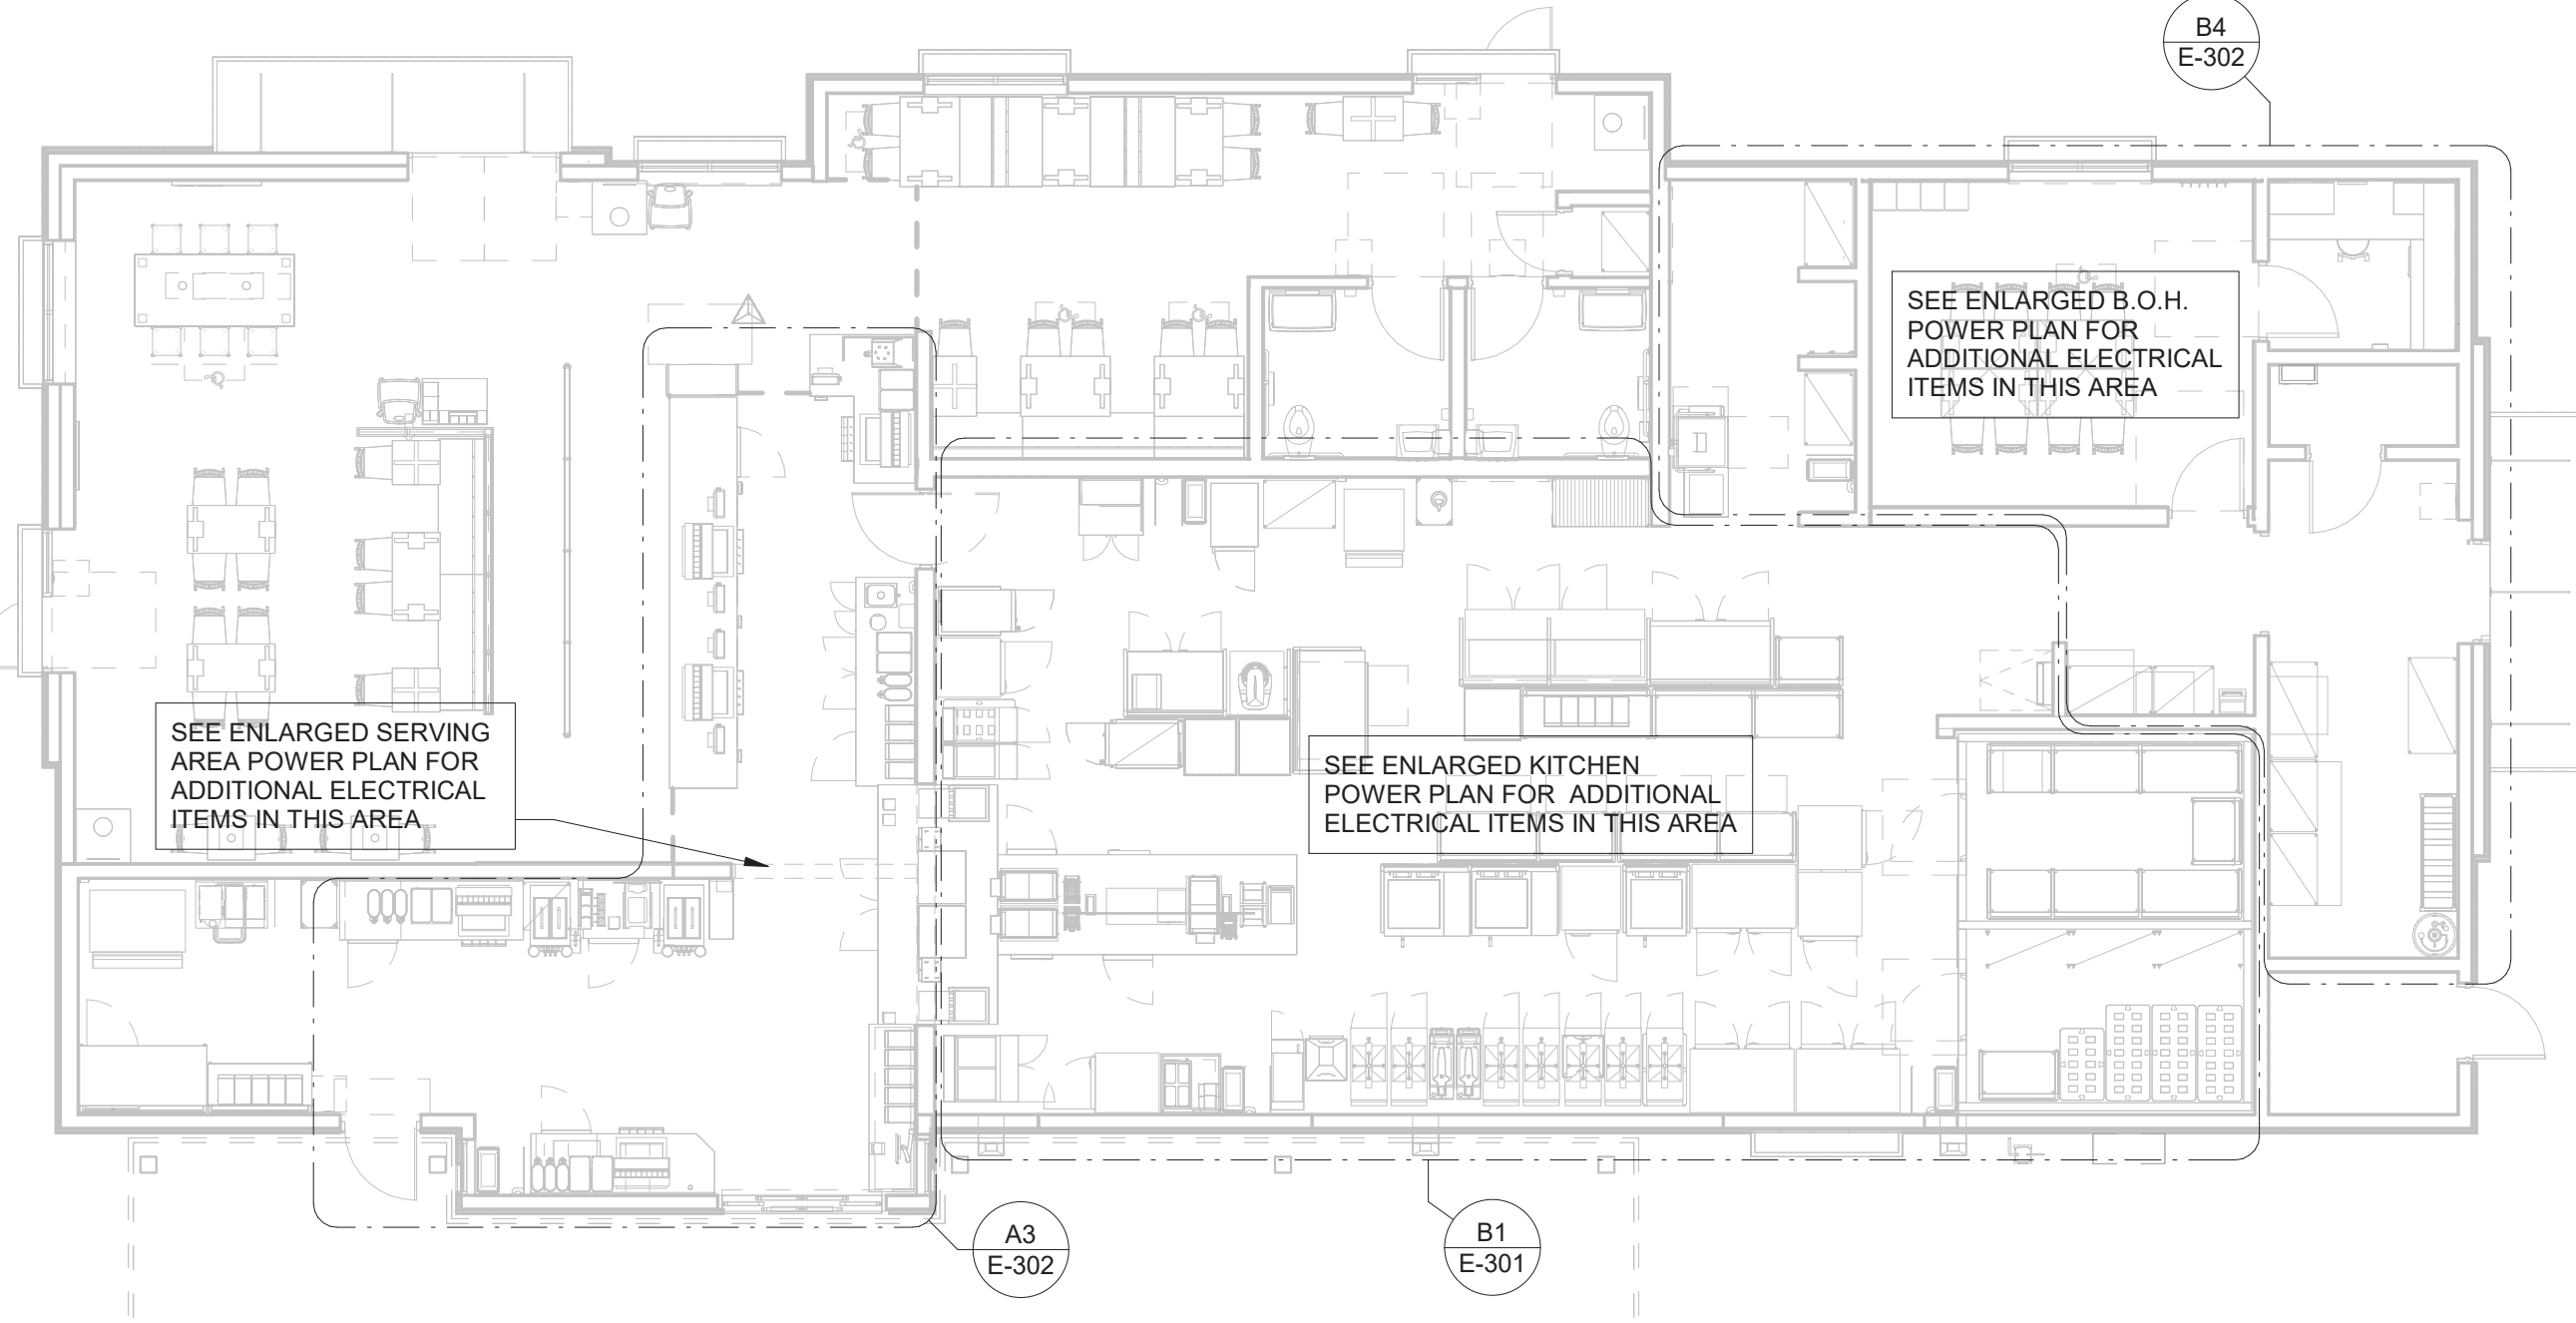 B4
E-302
SEE ENLARGED B.O.H.
POWER PLAN FOR
ADDITIONAL ELECTRICAL
ITEMS IN THIS AREA
SEE ENLARGED SERVING
AREA POWER PLAN FOR
ADDITIONAL ELECTRICAL
ITEMS IN THIS AREA
SEE ENLARGED KITCHEN
POWER PLAN FOR ADDITIONAL
ELECTRICAL ITEMS IN THIS AREA
A3
E-302
B1
E-301